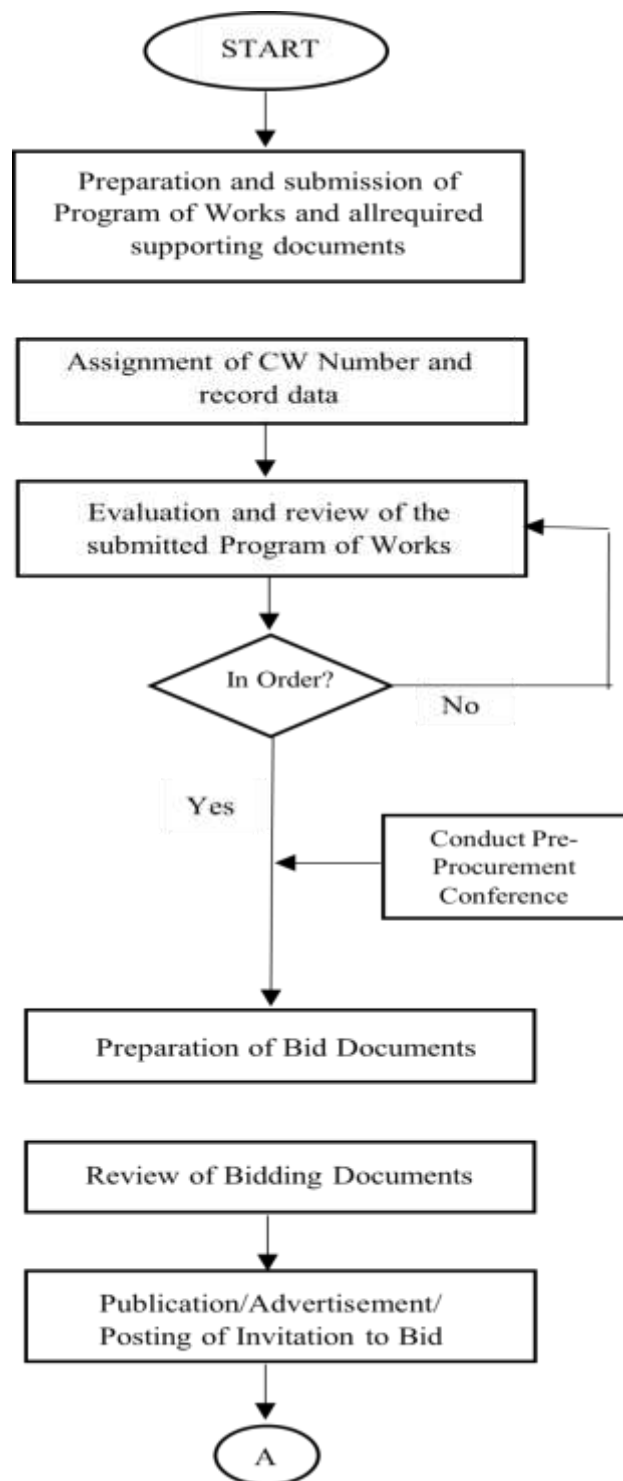 START
Preparation and submission of
Program of Works and allrequired
supporting documents
Assignment of CW Number and
record data
Evaluation and review of the
submitted Program of Works
In Order?
No
Yes
Conduct Pre-
Procurement
Conference
Preparation of Bid Documents
Review of Bidding Documents
Publication/Advertisement/
Posting of Invitation to Bid
A